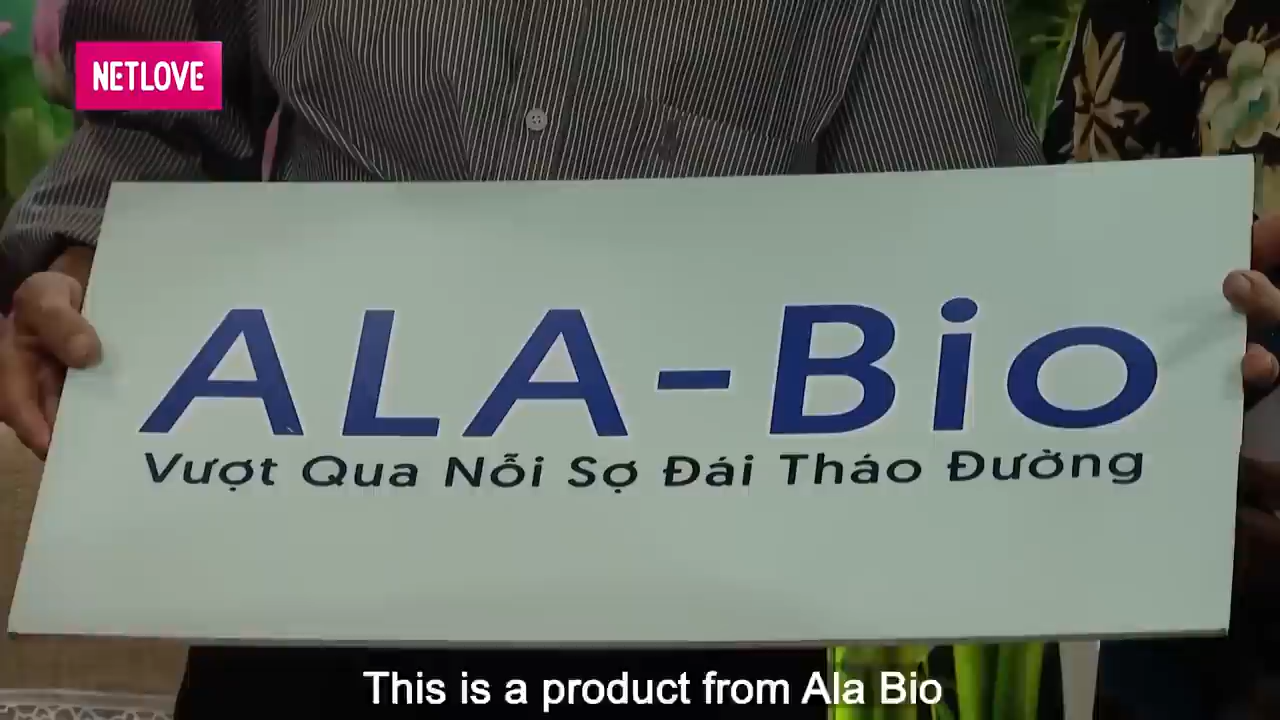 NETLOVE
ALA-Bio
Vượt Qua Nỗi Sợ Đái Tháo Đường
This is a product from Ala Bio